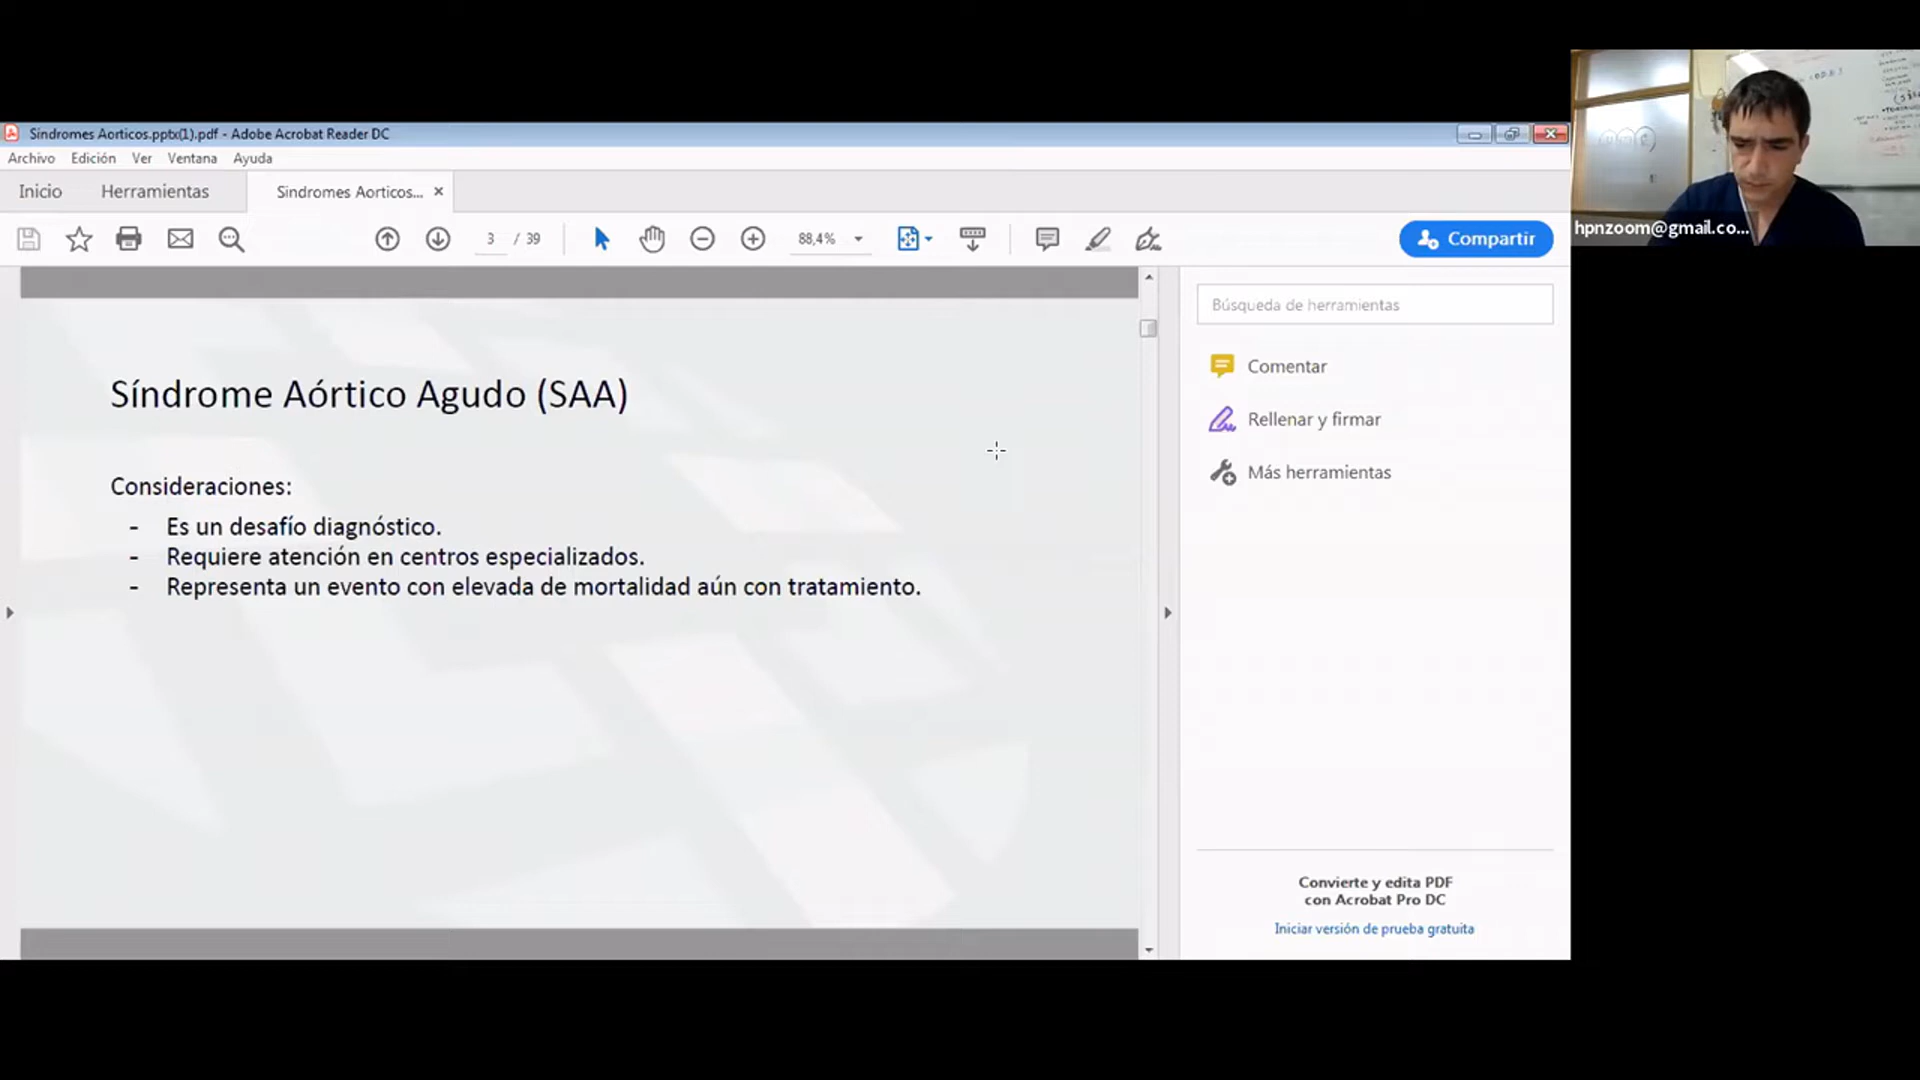 Síndromes Aorticos.pptx(1).pdf - Adobe Acrobat Reader DC
Archivo Edición Ver Ventana Ayuda
Inicio Herramientas Sindromes Aorticos... ×
3 / 39 88,4% Compartir
hpnzoom@gmail.co...
Síndrome Aórtico Agudo (SAA)
Consideraciones:
- Es un desafío diagnóstico.
- Requiere atención en centros especializados.
- Representa un evento con elevada de mortalidad aún con tratamiento.
Búsqueda de herramientas
Comentar
Rellenar y firmar
Más herramientas
Convierte y edita PDF
con Acrobat Pro DC
Iniciar versión de prueba gratuita